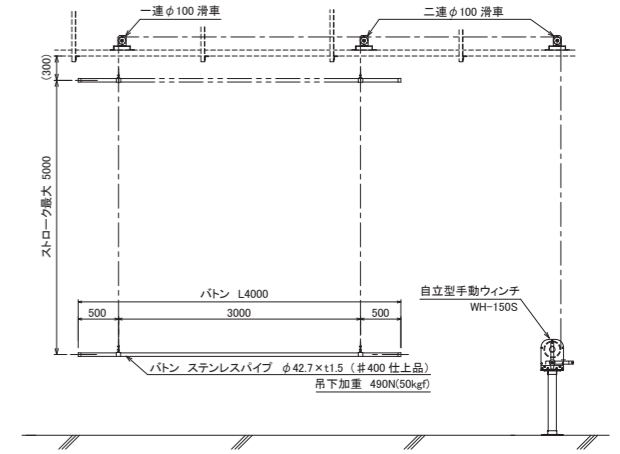 一連φ100 滑車
二連φ100 滑車
(300)
ストローク最大 5000
バトン L4000
500
3000
500
自立型手動ウィンチ
WH-150S
バトン ステンレスパイプ φ42.7×t1.5 （♯400 仕上品）
吊下加重 490N(50kgf)